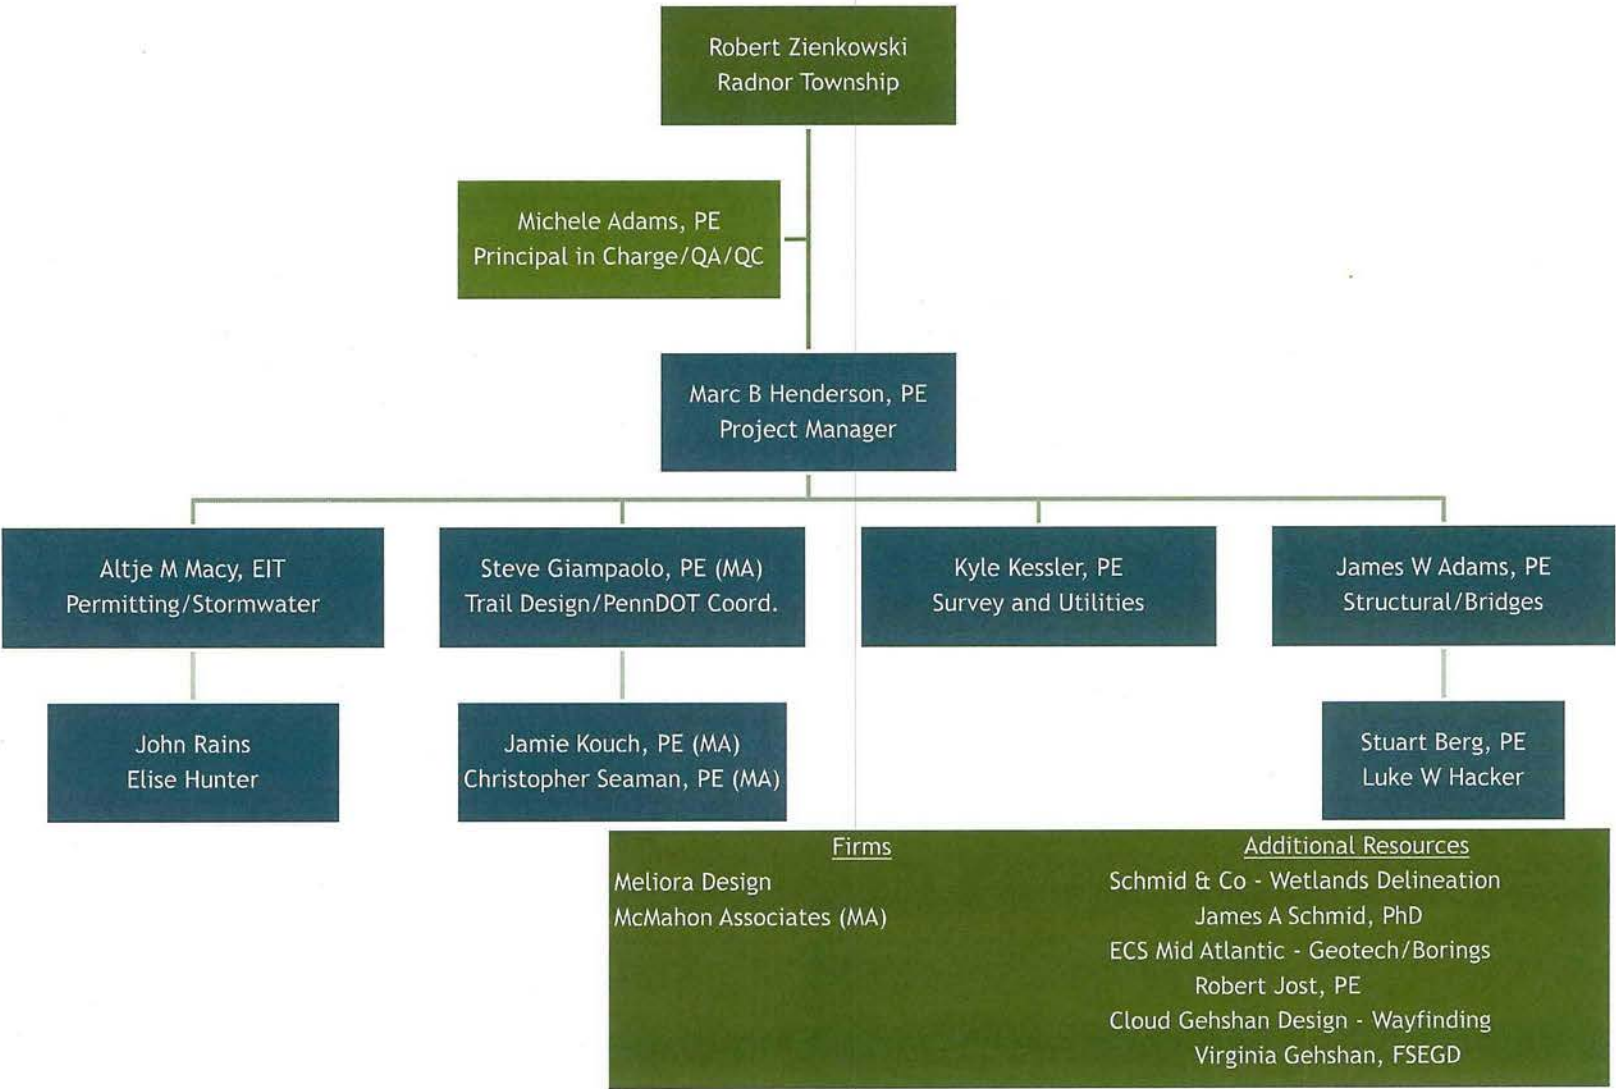 Robert Zienkowski
Radnor Township
Michele Adams, PE
Principal in Charge/QA/QC
Marc B Henderson, PE
Project Manager
Altje M Macy, EIT
Permitting/Stormwater
Steve Giampaolo, PE (MA)
Trail Design/PennDOT Coord.
Kyle Kessler, PE
Survey and Utilities
James W Adams, PE
Structural/Bridges
John Rains
Elise Hunter
Jamie Kouch, PE (MA)
Christopher Seaman, PE (MA)
Stuart Berg, PE
Luke W Hacker
Firms
Meliora Design
McMahon Associates (MA)
Additional Resources
Schmid & Co - Wetlands Delineation
James A Schmid, PhD
ECS Mid Atlantic - Geotech/Borings
Robert Jost, PE
Cloud Gehshan Design - Wayfinding
Virginia Gehshan, FSEGD